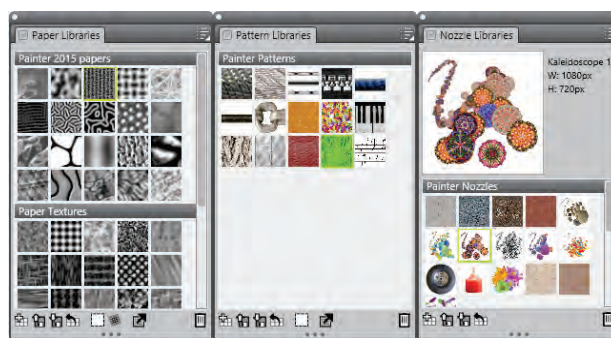 Paper Libraries
Painter 2015 papers
Paper Textures
Pattern Libraries
Painter Patterns
Nozzle Libraries
Kaleidoscope 1
W: 1080px
H: 720px
Painter Nozzles